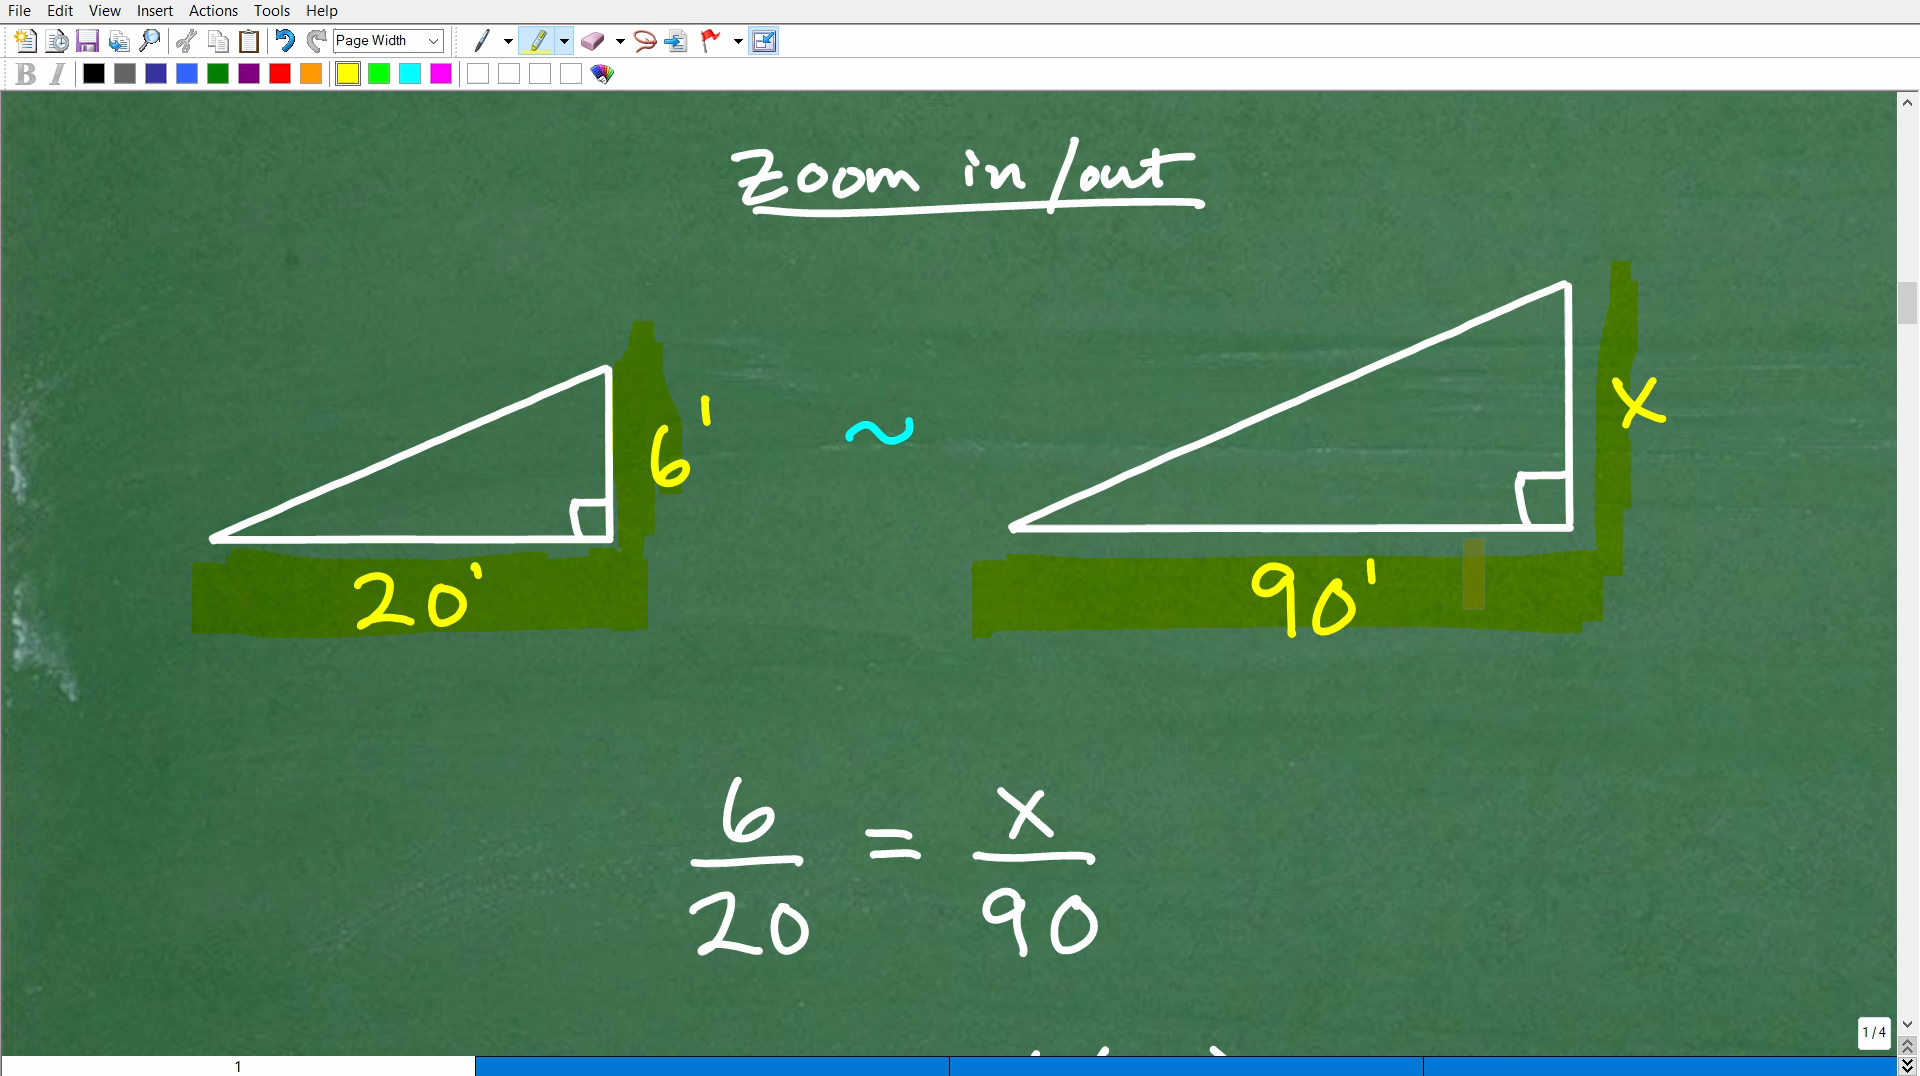 File Edit View Insert Actions Tools Help
Page Width
B I
Zoom in/out
6'
~
x
20'
90'
6/20 = x/90
1/4
1